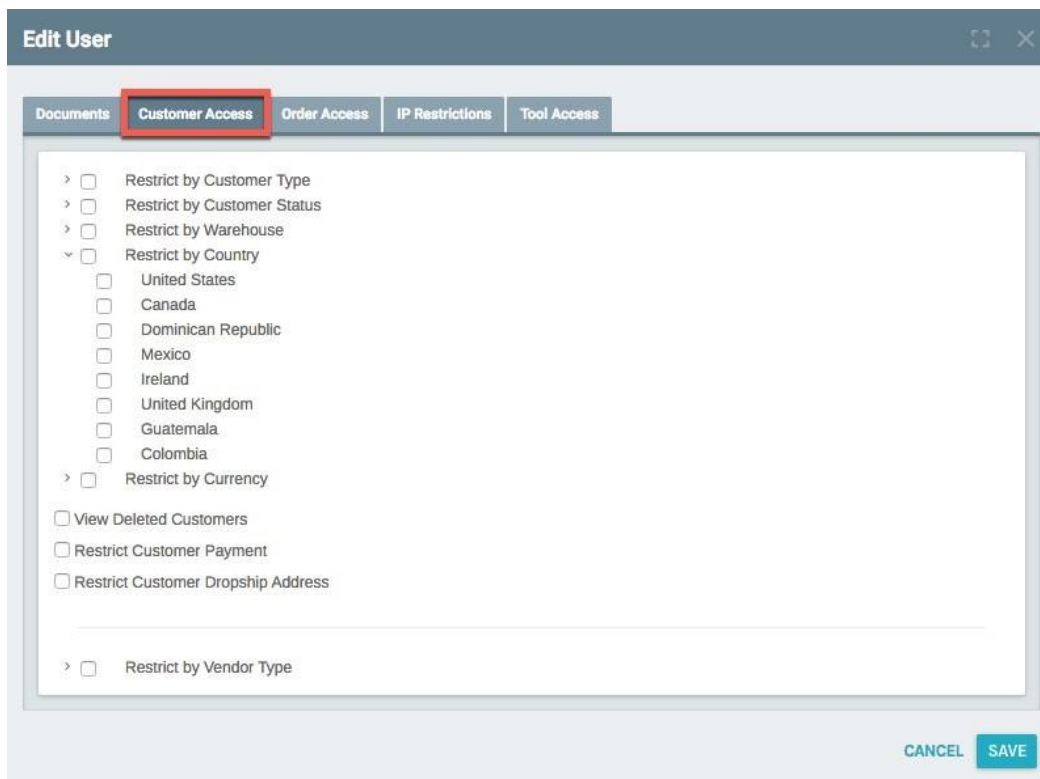 Edit User
Documents Customer Access Order Access IP Restrictions Tool Access
Restrict by Customer Type
Restrict by Customer Status
Restrict by Warehouse
Restrict by Country
United States
Canada
Dominican Republic
Mexico
Ireland
United Kingdom
Guatemala
Colombia
Restrict by Currency
View Deleted Customers
Restrict Customer Payment
Restrict Customer Dropship Address
Restrict by Vendor Type
CANCEL SAVE